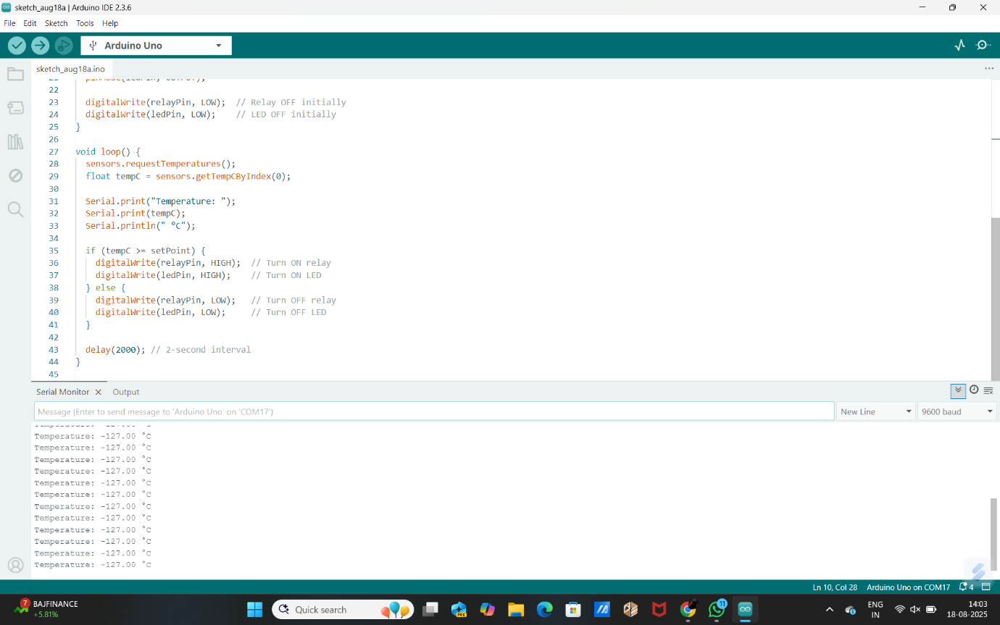 sketch_aug18a | Arduino IDE 2.3.6
File Edit Sketch Tools Help
Arduino Uno
sketch_aug18a.ino
22
23 digitalWrite(relayPin, LOW); // Relay OFF initially
24 digitalWrite(ledPin, LOW); // LED OFF initially
25 }
26
27 void loop() {
28 sensors.requestTemperatures();
29 float tempC = sensors.getTempCByIndex(0);
30
31 Serial.print("Temperature: ");
32 Serial.print(tempC);
33 Serial.println(" °C");
34
35 if (tempC >= setPoint) {
36 digitalWrite(relayPin, HIGH); // Turn ON relay
37 digitalWrite(ledPin, HIGH); // Turn ON LED
38 } else {
39 digitalWrite(relayPin, LOW); // Turn OFF relay
40 digitalWrite(ledPin, LOW); // Turn OFF LED
41 }
42
43 delay(2000); // 2-second interval
44 }
45
Serial Monitor Output
Message (Enter to send message to 'Arduino Uno' on 'COM17') New Line 9600 baud
Temperature: -127.00 °C
Temperature: -127.00 °C
Temperature: -127.00 °C
Temperature: -127.00 °C
Temperature: -127.00 °C
Temperature: -127.00 °C
Temperature: -127.00 °C
Temperature: -127.00 °C
Temperature: -127.00 °C
Temperature: -127.00 °C
Temperature: -127.00 °C
Temperature: -127.00 °C
Ln 10, Col 28 Arduino Uno on COM17 4
7 BAJFINANCE
+5.81%
Quick search
PRE
11
ENG
IN
14:03
18-08-2025